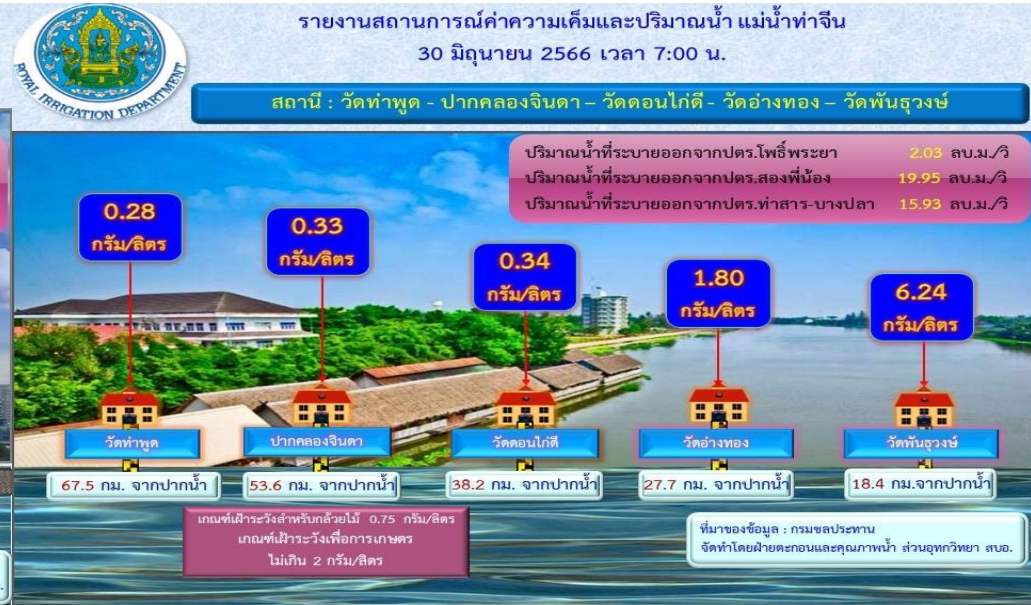 รายงานสถานการณ์ค่าความเค็มและปริมาณน้ำ แม่น้ำท่าจีน
30 มิถุนายน 2566 เวลา 7:00 น.
ROYAL IRRIGATION DEPARTMENT
สถานี : วัดท่าพูด - ปากคลองจินดา – วัดดอนไก่ดี - วัดอ่างทอง – วัดพันธุวงษ์
ปริมาณน้ำที่ระบายออกจากปตร.โพธิ์พระยา 2.03 ลบ.ม./วิ
ปริมาณน้ำที่ระบายออกจากปตร.สองพี่น้อง 19.95 ลบ.ม./วิ
ปริมาณน้ำที่ระบายออกจากปตร.ท่าสาร-บางปลา 15.93 ลบ.ม./วิ
0.28
กรัม/ลิตร
0.33
กรัม/ลิตร
0.34
กรัม/ลิตร
1.80
กรัม/ลิตร
6.24
กรัม/ลิตร
วัดท่าพูด
ปากคลองจินดา
วัดดอนไก่ดี
วัดอ่างทอง
วัดพันธุวงษ์
67.5 กม. จากปากน้ำ
53.6 กม. จากปากน้ำ
38.2 กม. จากปากน้ำ
27.7 กม. จากปากน้ำ
18.4 กม.จากปากน้ำ
เกณฑ์เฝ้าระวังสำหรับกล้วยไม้ 0.75 กรัม/ลิตร
เกณฑ์เฝ้าระวังเพื่อการเกษตร
ไม่เกิน 2 กรัม/ลิตร
ที่มาของข้อมูล : กรมชลประทาน
จัดทำโดยฝ่ายตะกอนและคุณภาพน้ำ ส่วนอุทกวิทยา สบอ.